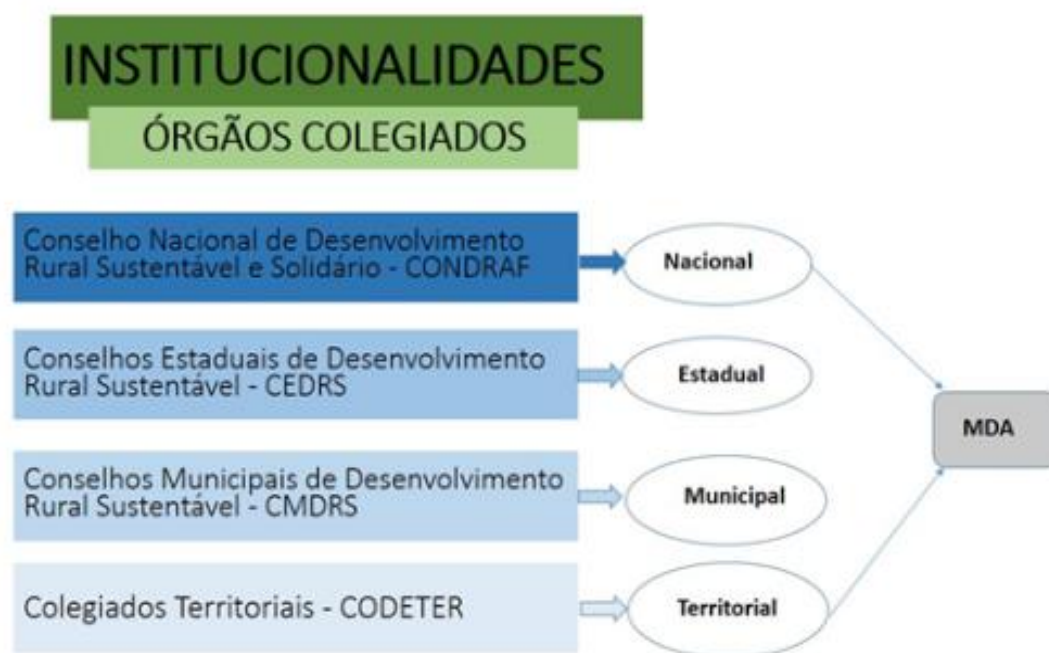 INSTITUCIONALIDADES
ÓRGÃOS COLEGIADOS
Conselho Nacional de Desenvolvimento
Rural Sustentável e Solidário - CONDRAF
Nacional
Conselhos Estaduais de Desenvolvimento
Rural Sustentável - CEDRS
Estadual
MDA
Conselhos Municipais de Desenvolvimento
Rural Sustentável - CMDRS
Municipal
Colegiados Territoriais - CODETER
Territorial